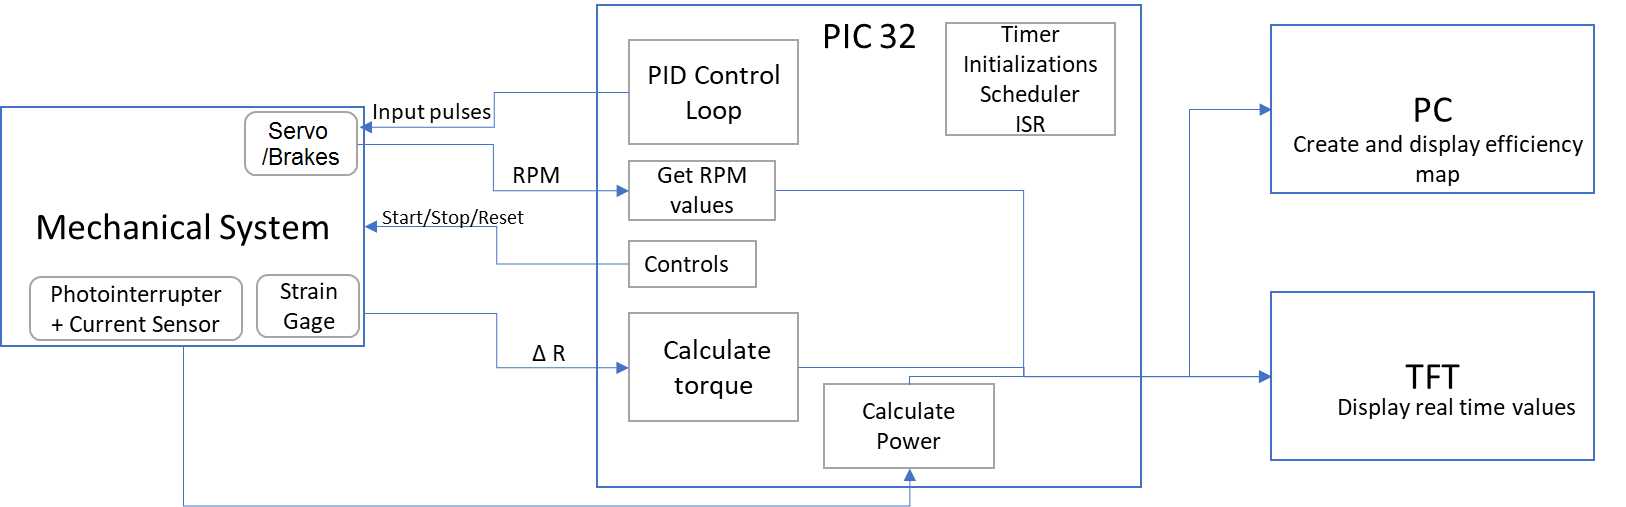 PIC 32
Timer
Initializations
Scheduler
ISR
PID Control
Loop
Input pulses
Servo
/Brakes
RPM
Get RPM
values
Start/Stop/Reset
Mechanical System
Controls
Photointerrupter
+ Current Sensor
Strain
Gage
Δ R
Calculate
torque
Calculate
Power
PC
Create and display efficiency
map
TFT
Display real time values